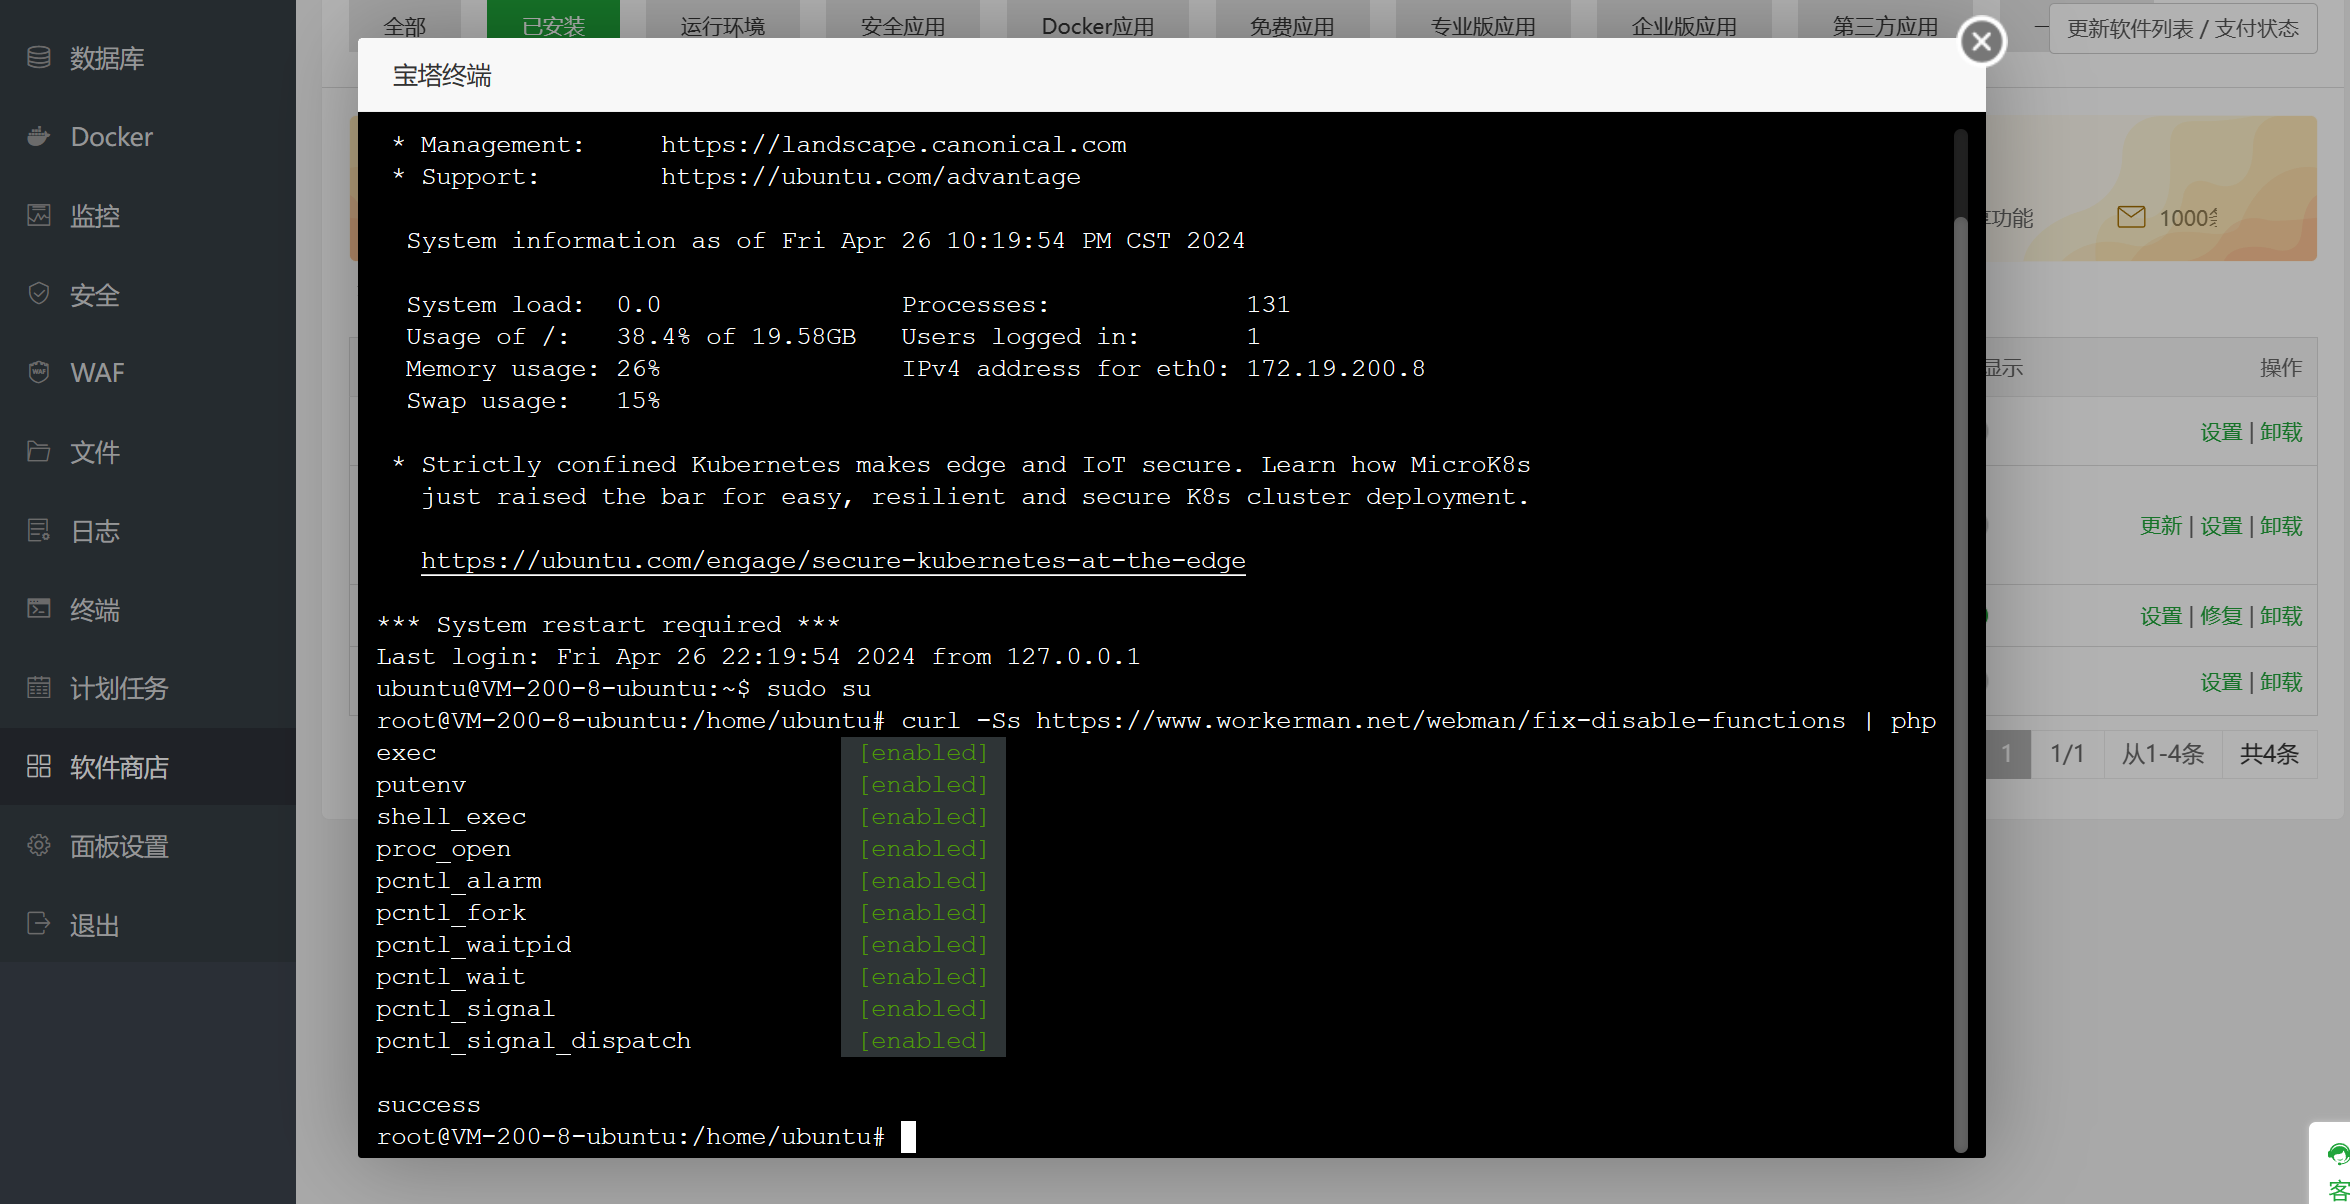 全部
已安装
运行环境
安全应用
Docker应用
免费应用
专业版应用
企业版应用
第三方应用
更新软件列表 / 支付状态
数据库
Docker
监控
安全
WAF
文件
日志
终端
计划任务
软件商店
面板设置
退出
宝塔终端
* Management:     https://landscape.canonical.com
* Support:        https://ubuntu.com/advantage
System information as of Fri Apr 26 10:19:54 PM CST 2024
System load:  0.0                Processes:             131
Usage of /:   38.4% of 19.58GB   Users logged in:       1
Memory usage: 26%                IPv4 address for eth0: 172.19.200.8
Swap usage:   15%
* Strictly confined Kubernetes makes edge and IoT secure. Learn how MicroK8s
just raised the bar for easy, resilient and secure K8s cluster deployment.
https://ubuntu.com/engage/secure-kubernetes-at-the-edge
*** System restart required ***
Last login: Fri Apr 26 22:19:54 2024 from 127.0.0.1
ubuntu@VM-200-8-ubuntu:~$ sudo su
root@VM-200-8-ubuntu:/home/ubuntu# curl -Ss https://www.workerman.net/webman/fix-disable-functions | php
exec                            [enabled]
putenv                          [enabled]
shell_exec                      [enabled]
proc_open                       [enabled]
pcntl_alarm                     [enabled]
pcntl_fork                      [enabled]
pcntl_waitpid                   [enabled]
pcntl_wait                      [enabled]
pcntl_signal                    [enabled]
pcntl_signal_dispatch           [enabled]
success
root@VM-200-8-ubuntu:/home/ubuntu#
功能
1000条
显示
操作
设置 | 卸载
更新 | 设置 | 卸载
设置 | 修复 | 卸载
设置 | 卸载
1
1/1
从1-4条
共4条
客